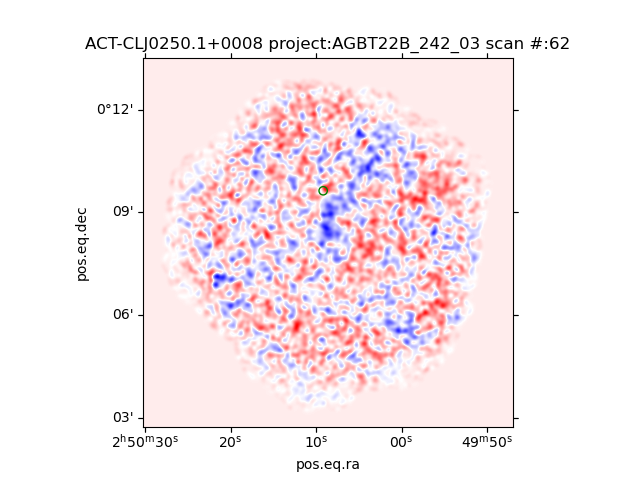 ACT-CLJ0250.1+0008 project:AGBT22B_242_03 scan #:62
0°12'
09'
06'
03'
pos.eq.dec
2ʰ50ᵐ30ˢ 20ˢ 10ˢ 00ˢ 49ᵐ50ˢ
pos.eq.ra